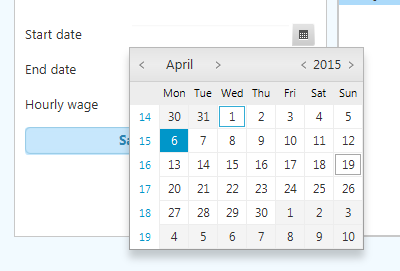 Start date
End date
Hourly wage
Sa
< April > < 2015 >
Mon Tue Wed Thu Fri Sat Sun
14 30 31 1 2 3 4 5
15 6 7 8 9 10 11 12
16 13 14 15 16 17 18 19
17 20 21 22 23 24 25 26
18 27 28 29 30 1 2 3
19 4 5 6 7 8 9 10